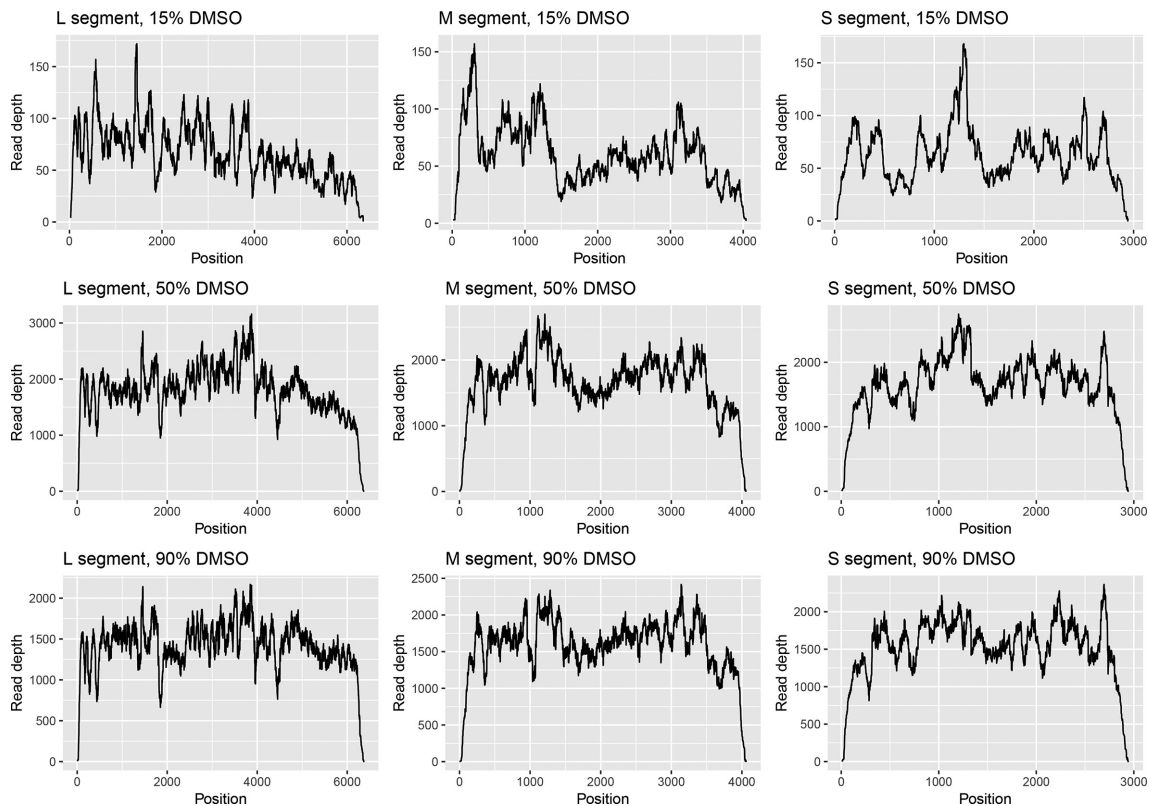 L segment, 15% DMSO
Read depth
150
100
50
0
0 2000 4000 6000
Position
M segment, 15% DMSO
Read depth
150
100
50
0
0 1000 2000 3000 4000
Position
S segment, 15% DMSO
Read depth
150
100
50
0
0 1000 2000 3000
Position
L segment, 50% DMSO
Read depth
3000
2000
1000
0
0 2000 4000 6000
Position
M segment, 50% DMSO
Read depth
2000
1000
0
0 1000 2000 3000 4000
Position
S segment, 50% DMSO
Read depth
2000
1000
0
0 1000 2000 3000
Position
L segment, 90% DMSO
Read depth
2000
1500
1000
500
0
0 2000 4000 6000
Position
M segment, 90% DMSO
Read depth
2500
2000
1500
1000
500
0
0 1000 2000 3000 4000
Position
S segment, 90% DMSO
Read depth
2000
1500
1000
500
0
0 1000 2000 3000
Position